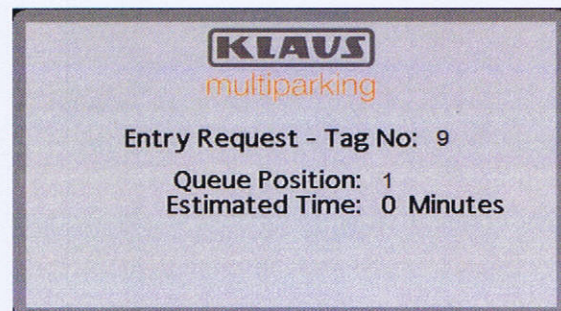 KLAUS
multiparking
Entry Request - Tag No: 9
Queue Position: 1
Estimated Time: 0 Minutes